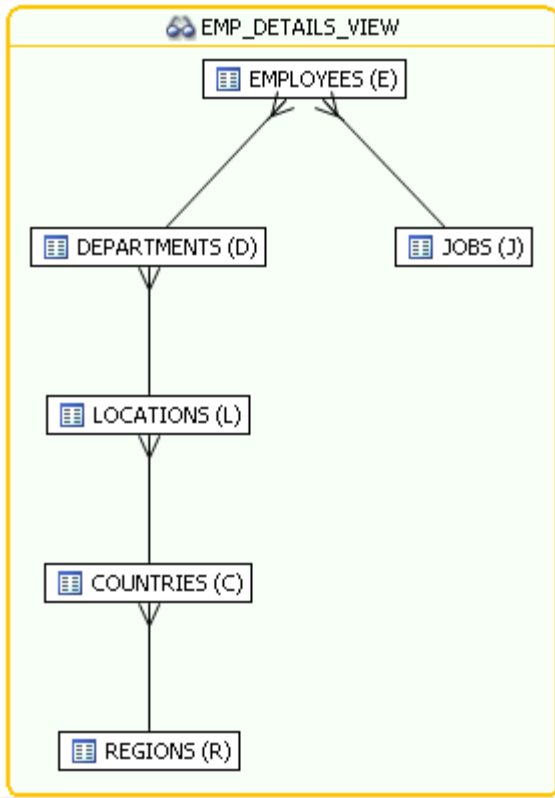 EMP_DETAILS_VIEW
EMPLOYEES (E)
DEPARTMENTS (D)
JOBS (J)
LOCATIONS (L)
COUNTRIES (C)
REGIONS (R)